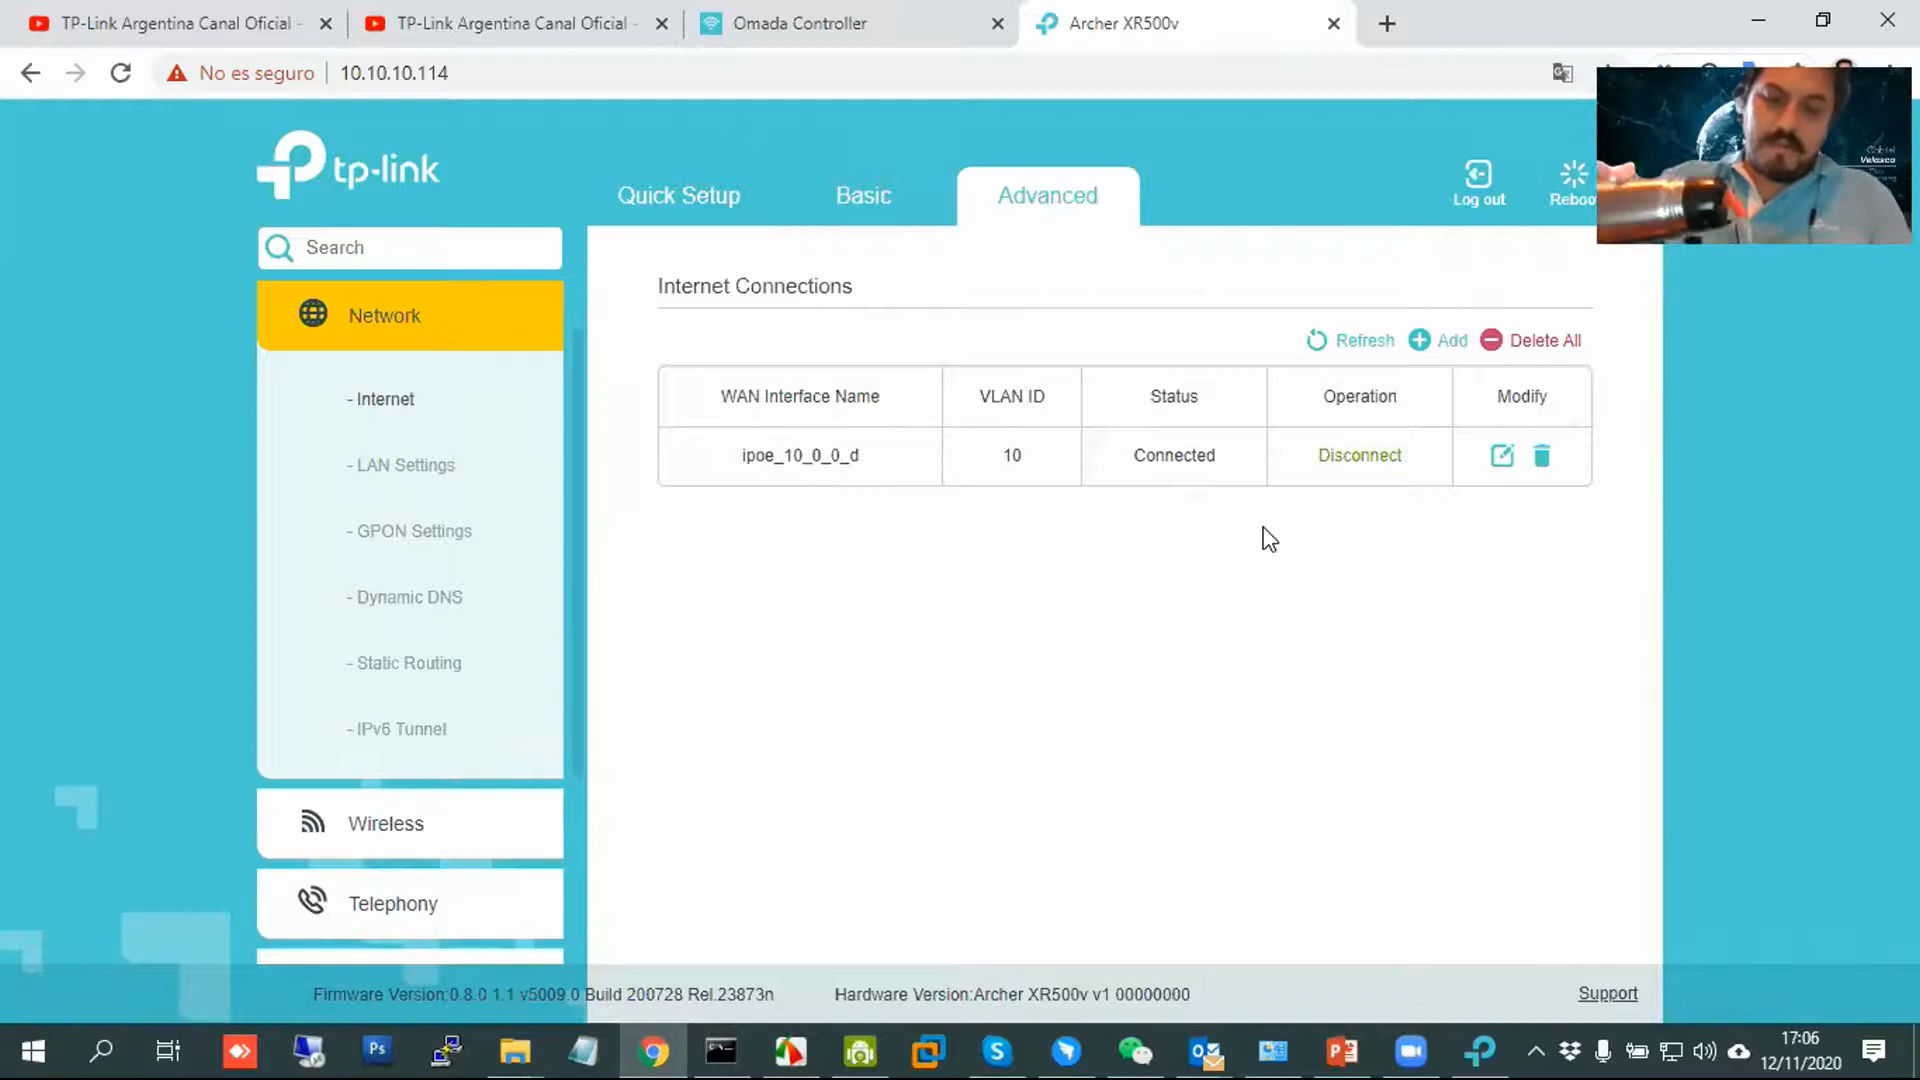 TP-Link Argentina Canal Oficial -
TP-Link Argentina Canal Oficial -
Omada Controller
Archer XR500v
No es seguro
10.10.10.114
tp-link
Quick Setup
Basic
Advanced
Log out
Reboo
Gabriel
Velasco
Search
Network
- Internet
- LAN Settings
- GPON Settings
- Dynamic DNS
- Static Routing
- IPv6 Tunnel
Wireless
Telephony
Internet Connections
Refresh
Add
Delete All
WAN Interface Name
VLAN ID
Status
Operation
Modify
ipoe_10_0_0_d
10
Connected
Disconnect
Firmware Version:0.8.0 1.1 v5009.0 Build 200728 Rel.23873n
Hardware Version:Archer XR500v v1 00000000
Support
Ps
17:06
12/11/2020